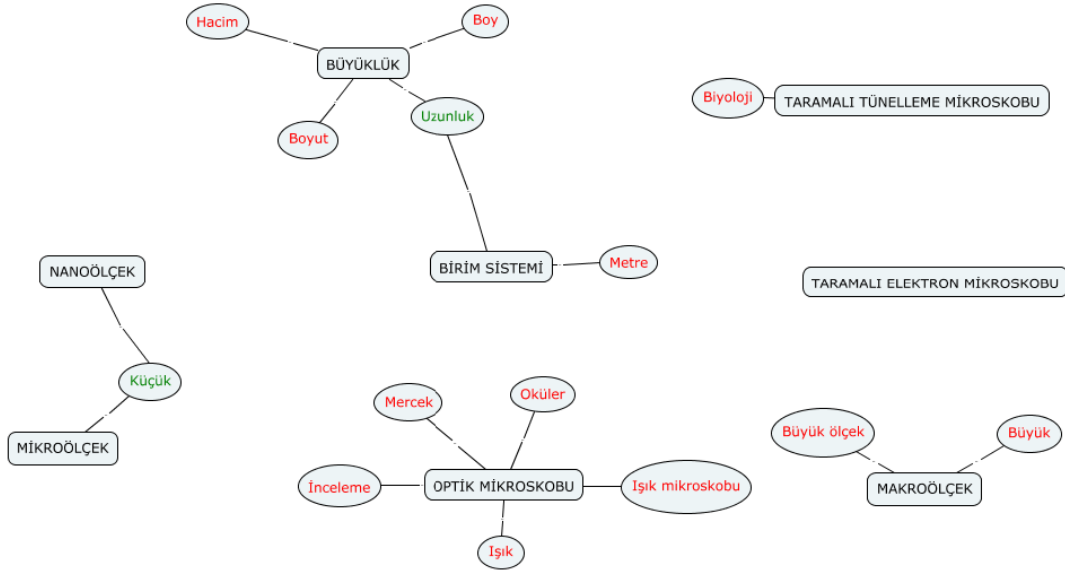 Hacim
Boy
BÜYÜKLÜK
Biyoloji
TARAMALI TÜNELLEME MİKROSKOBU
Uzunluk
Boyut
NANOÖLÇEK
BİRİM SİSTEMİ
Metre
TARAMALI ELEKTRON MİKROSKOBU
Küçük
Mercek
Oküler
MİKROÖLÇEK
Büyük ölçek
Büyük
İnceleme
OPTİK MİKROSKOBU
Işık mikroskobu
MAKROÖLÇEK
Işık